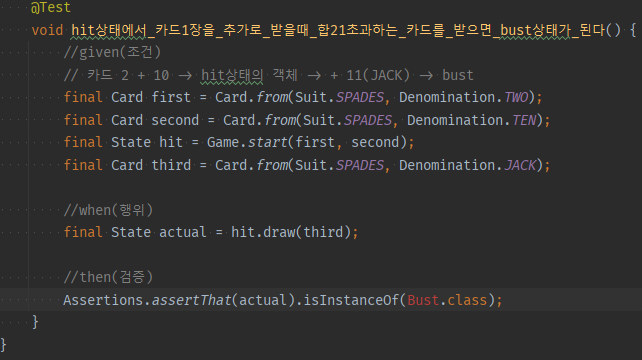 @Test
void hit상태에서_카드1장을_추가로_받을때_합21초과하는_카드를_받으면_bust상태가_된다() {
//given(조건)
// 카드 2 + 10 -> hit상태의 객체 -> + 11(JACK) -> bust
final Card first = Card.from(Suit.SPADES, Denomination.TWO);
final Card second = Card.from(Suit.SPADES, Denomination.TEN);
final State hit = Game.start(first, second);
final Card third = Card.from(Suit.SPADES, Denomination.JACK);
//when(행위)
final State actual = hit.draw(third);
//then(검증)
Assertions.assertThat(actual).isInstanceOf(Bust.class);
}
}